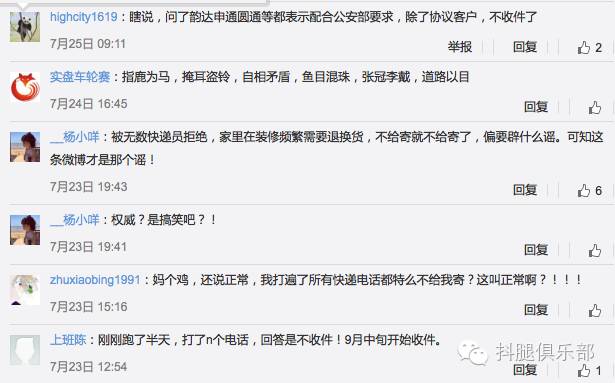 highcity1619：瞎说，问了韵达申通圆通等都表示配合公安部要求，除了协议客户，不收件了
7月25日 09:11
举报 回复 2
实盘车轮赛：指鹿为马，掩耳盗铃，自相矛盾，鱼目混珠，张冠李戴，道路以目
7月24日 16:45
回复
__杨小咩：被无数快递员拒绝，家里在装修频繁需要退换货，不给寄就不给寄了，偏要辟什么谣。可知这
条微博才是那个谣！
7月23日 19:43
回复 6
__杨小咩：权威？是搞笑吧？！
7月23日 19:41
回复
zhuxiaobing1991：妈个鸡，还说正常，我打遍了所有快递电话都特么不给我寄？这叫正常啊？！！！
7月23日 15:16
回复
上班陈：刚刚跑了半天，打了n个电话，回答是不收件！9月中旬开始收件。
7月23日 12:54
回复 1
抖腿俱乐部